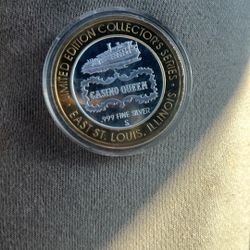 LIMITED EDITION COLLECTOR'S SERIES
CASINO QUEEN
.999 FINE SILVER
S
EAST ST. LOUIS, ILLINOIS